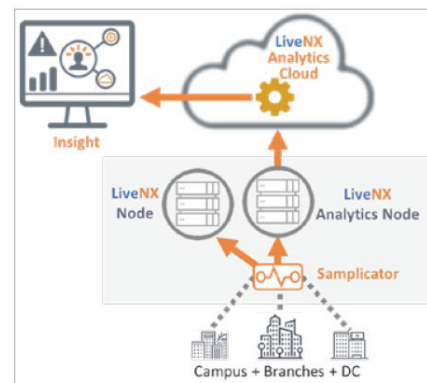 LiveNX
Analytics
Cloud
Insight
LiveNX
Node
LiveNX
Analytics Node
Samplicator
Campus + Branches + DC